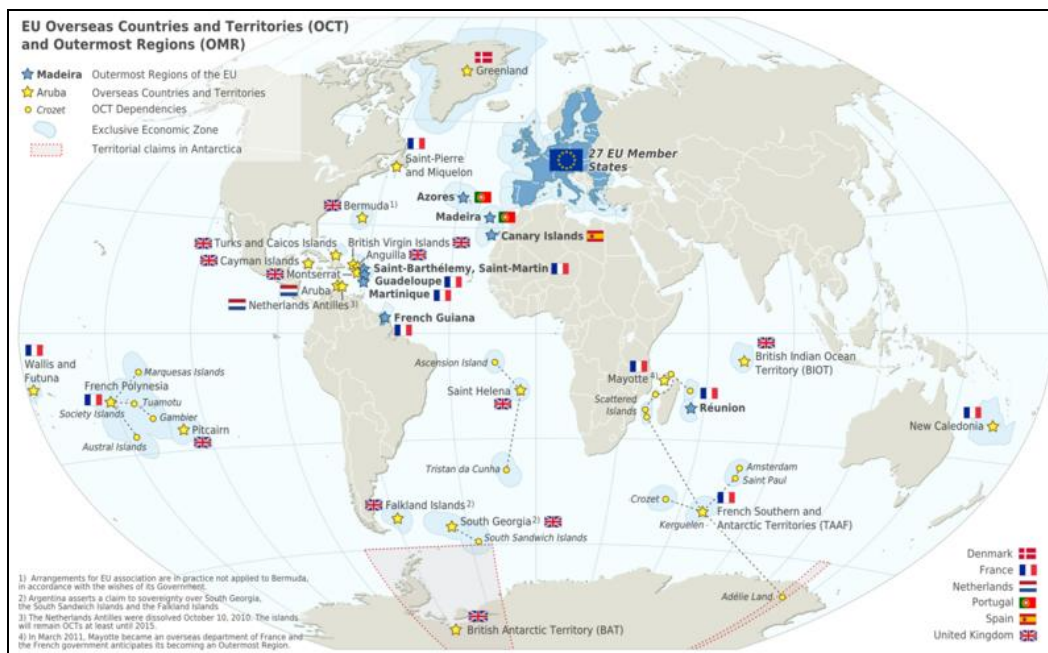 EU Overseas Countries and Territories (OCT)
and Outermost Regions (OMR)
Madeira Outermost Regions of the EU
Aruba Overseas Countries and Territories
Crozet OCT Dependencies
Exclusive Economic Zone
Territorial claims in Antarctica
Greenland
27 EU Member
States
Saint-Pierre
and Miquelon
Azores
Madeira
Bermuda 1)
Canary Islands
Turks and Caicos Islands
British Virgin Islands
Anguilla
Cayman Islands
Saint-Barthélemy, Saint-Martin
Montserrat
Guadeloupe
Aruba
Martinique
Netherlands Antilles 3)
French Guiana
Wallis and
Futuna
Marquesas Islands
French Polynesia
Society Islands
Tuamotu
Gambier
Pitcairn
Austral Islands
Ascension Island
Saint Helena
Tristan da Cunha
British Indian Ocean
Territory (BIOT)
Mayotte 4)
Scattered
Islands
Réunion
New Caledonia
Amsterdam
Saint Paul
Crozet
Kerguelen
French Southern and
Antarctic Territories (TAAF)
Falkland Islands 2)
South Georgia 2)
South Sandwich Islands
Adélie Land
British Antarctic Territory (BAT)
1) Arrangements for EU association are in practice not applied to Bermuda,
in accordance with the wishes of its Government.
2) Argentina asserts a claim to sovereignty over South Georgia,
the South Sandwich Islands and the Falkland Islands
3) The Netherlands Antilles were dissolved October 10, 2010. The islands
will remain OCTs at least until 2015.
4) In March 2011, Mayotte became an overseas department of France and
the French government anticipates its becoming an Outermost Region.
Denmark
France
Netherlands
Portugal
Spain
United Kingdom